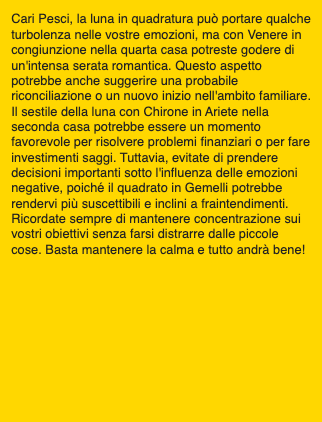 Cari Pesci, la luna in quadratura può portare qualche
turbolenza nelle vostre emozioni, ma con Venere in
congiunzione nella quarta casa potreste godere di
un'intensa serata romantica. Questo aspetto
potrebbe anche suggerire una probabile
riconciliazione o un nuovo inizio nell'ambito familiare.
Il sestile della luna con Chirone in Ariete nella
seconda casa potrebbe essere un momento
favorevole per risolvere problemi finanziari o per fare
investimenti saggi. Tuttavia, evitate di prendere
decisioni importanti sotto l'influenza delle emozioni
negative, poiché il quadrato in Gemelli potrebbe
rendervi più suscettibili e inclini a fraintendimenti.
Ricordate sempre di mantenere concentrazione sui
vostri obiettivi senza farsi distrarre dalle piccole
cose. Basta mantenere la calma e tutto andrà bene!